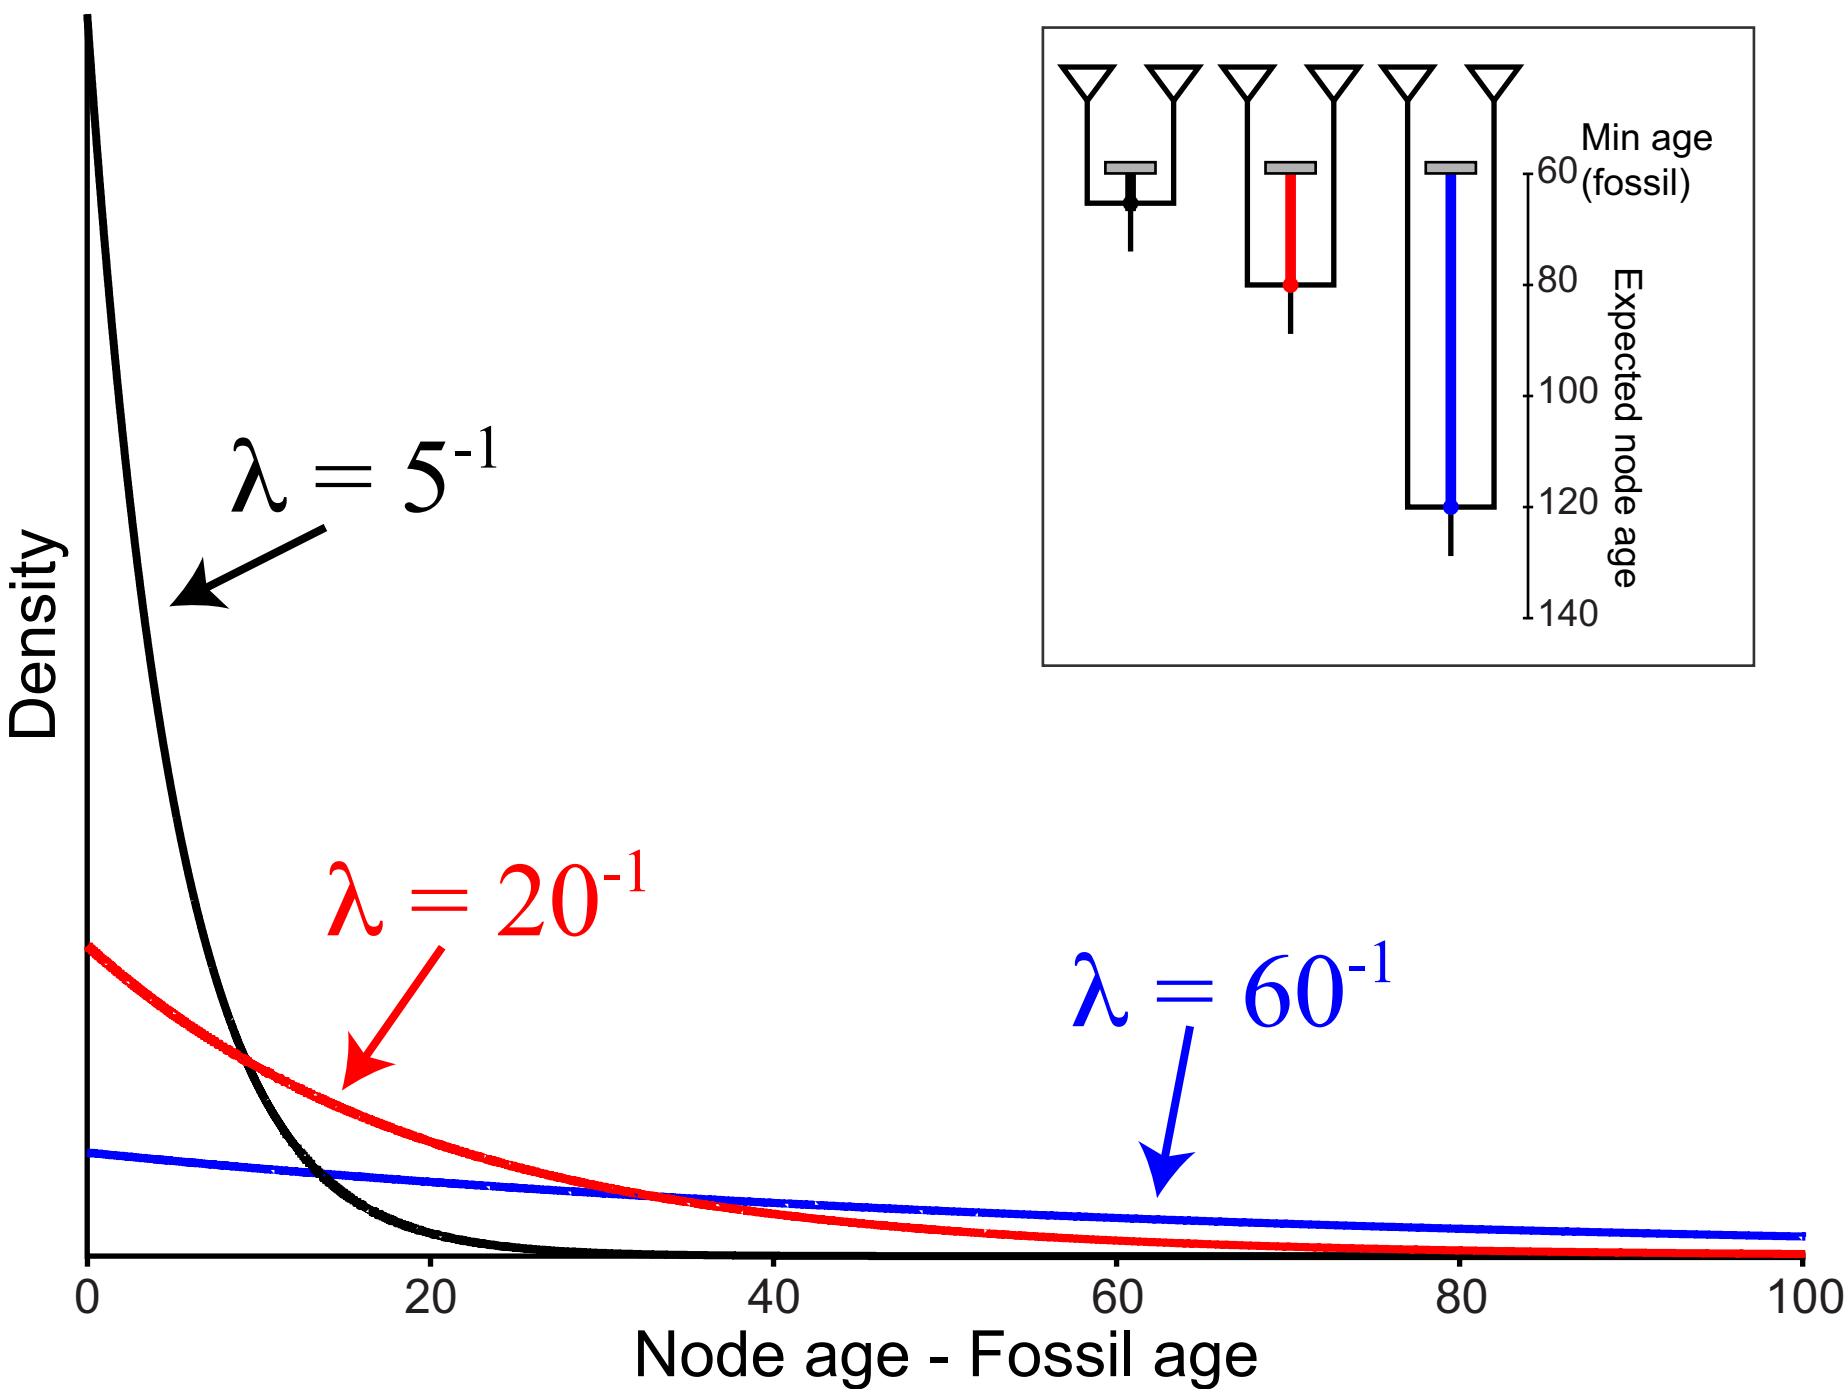 Density
λ = 5⁻¹
λ = 20⁻¹
λ = 60⁻¹
Min age
(fossil)
60
80
100
120
140
Expected node age
0 20 40 60 80 100
Node age - Fossil age